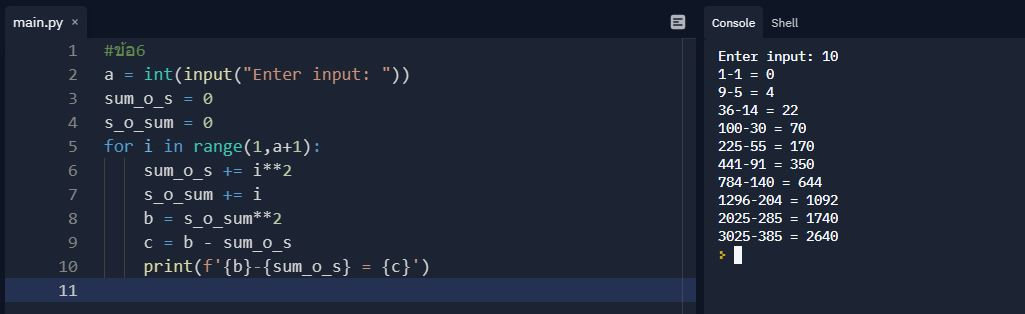 main.py ×
1 #ข้อ6
2 a = int(input("Enter input: "))
3 sum_o_s = 0
4 s_o_sum = 0
5 for i in range(1,a+1):
6 sum_o_s += i**2
7 s_o_sum += i
8 b = s_o_sum**2
9 c = b - sum_o_s
10 print(f'{b}-{sum_o_s} = {c}')
11
Console Shell
Enter input: 10
1-1 = 0
9-5 = 4
36-14 = 22
100-30 = 70
225-55 = 170
441-91 = 350
784-140 = 644
1296-204 = 1092
2025-285 = 1740
3025-385 = 2640